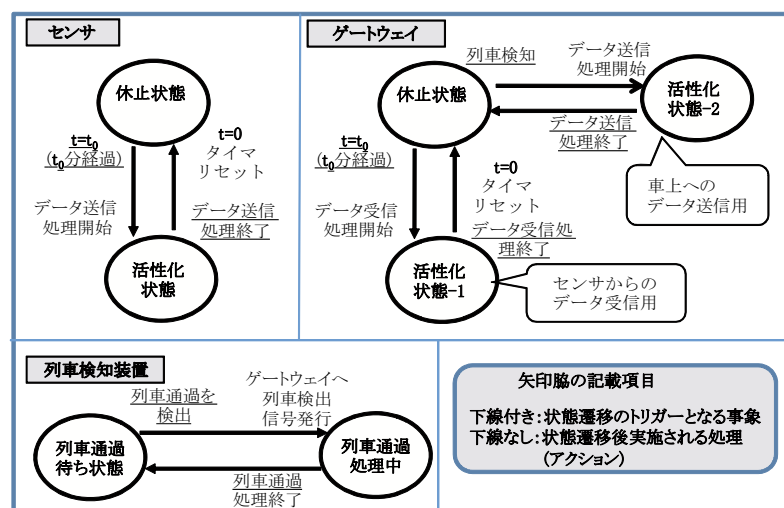 センサ
休止状態
t=t0
(t0分経過)
データ送信
処理開始
t=0
タイマ
リセット
データ送信
処理終了
活性化
状態
ゲートウェイ
列車検知
データ送信
処理開始
休止状態
活性化
状態-2
データ送信
処理終了
t=t0
(t0分経過)
t=0
タイマ
リセット
車上への
データ送信用
データ受信
処理開始
データ受信処
理終了
活性化
状態-1
センサからの
データ受信用
列車検知装置
列車通過を
検出
ゲートウェイへ
列車検出
信号発行
列車通過
待ち状態
列車通過
処理中
列車通過
処理終了
矢印脇の記載項目
下線付き:状態遷移のトリガーとなる事象
下線なし:状態遷移後実施される処理
(アクション)